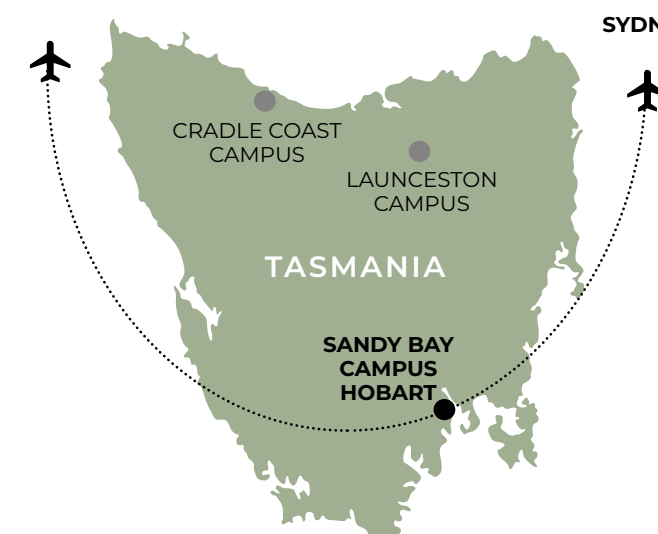 SYDN
CRADLE COAST
CAMPUS
LAUNCESTON
CAMPUS
TASMANIA
SANDY BAY
CAMPUS
HOBART